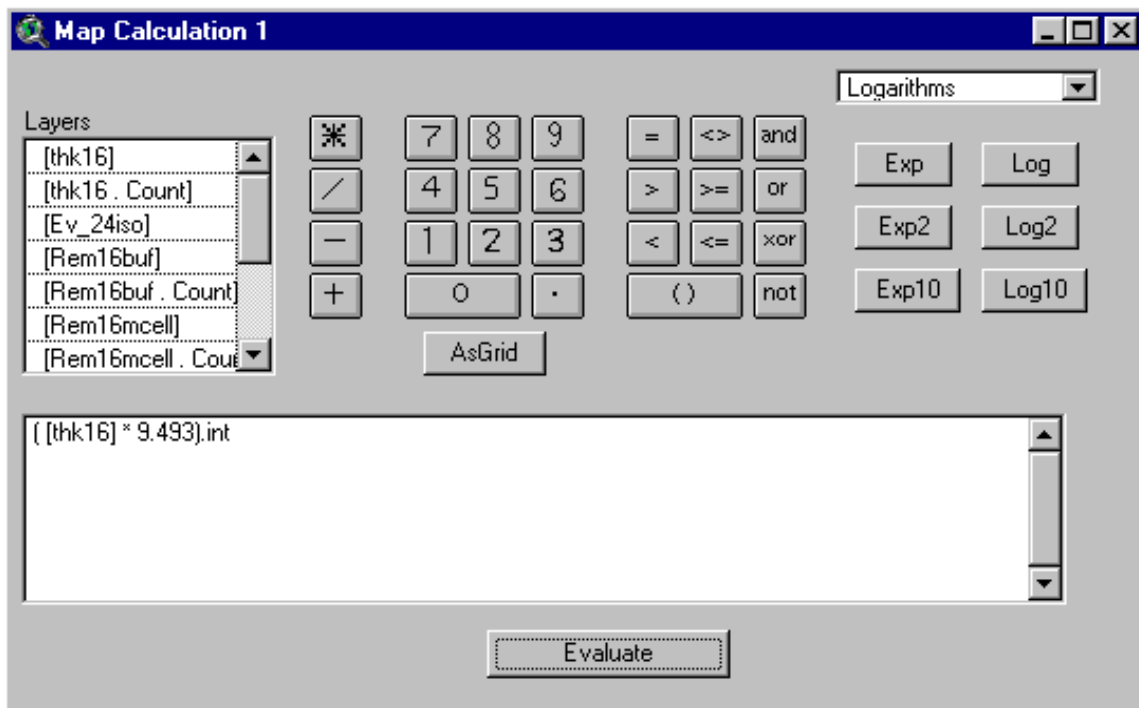 Map Calculation 1
Logarithms
Layers
[thk16]
[thk16 . Count]
[Ev_24iso]
[Rem16buf]
[Rem16buf . Count]
[Rem16mcell]
[Rem16mcell . Cou
* 7 8 9 = <> and
/ 4 5 6 > >= or
− 1 2 3 < <= xor
+ 0 . ( ) not
AsGrid
Exp Log
Exp2 Log2
Exp10 Log10
( [thk16] * 9.493).int
Evaluate